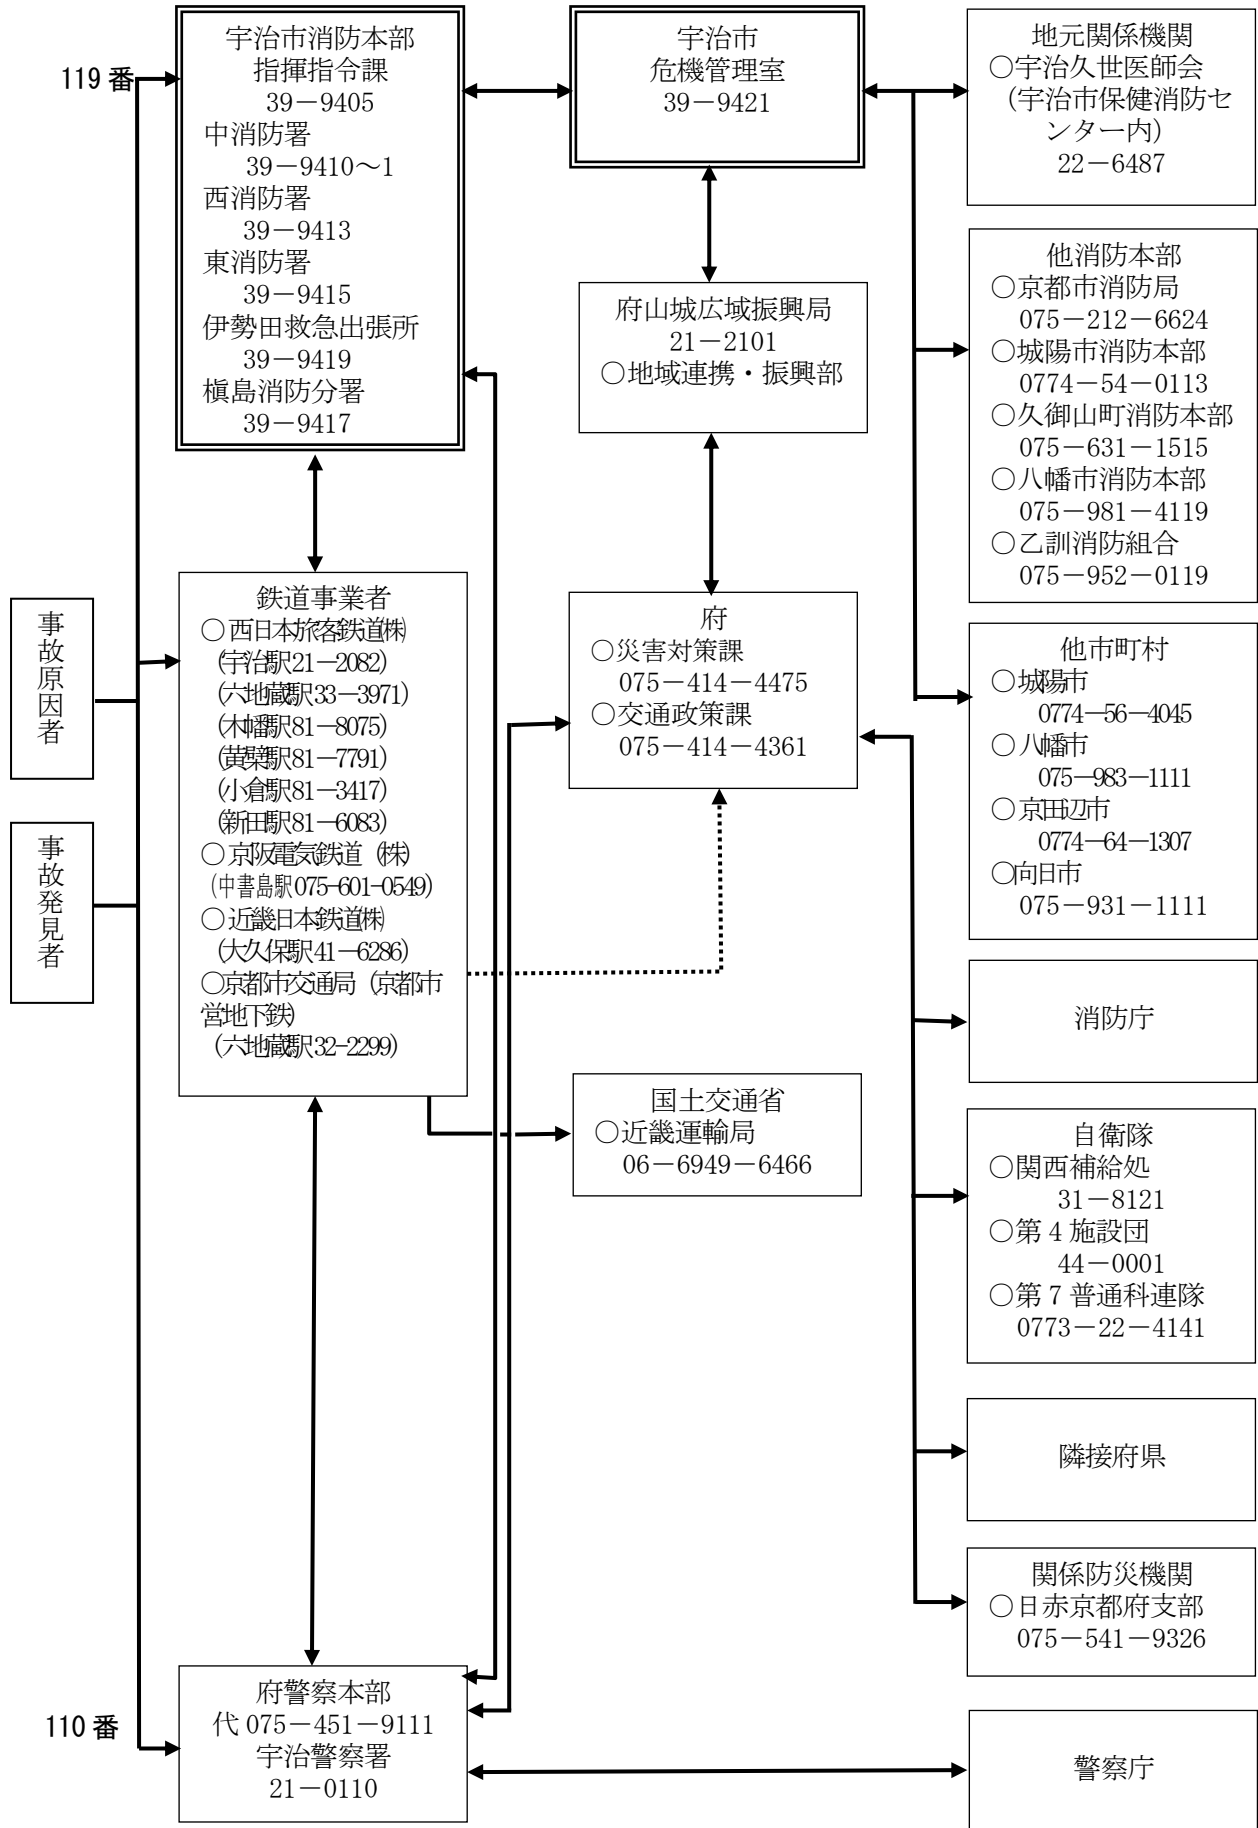 119 番
宇治市消防本部
指揮指令課
39－9405
中消防署
39－9410～1
西消防署
39－9413
東消防署
39－9415
伊勢田救急出張所
39－9419
槇島消防分署
39－9417
宇治市
危機管理室
39－9421
地元関係機関
○宇治久世医師会
(宇治市保健消防セ
ンター内)
22－6487
府山城広域振興局
21－2101
○地域連携・振興部
他消防本部
○京都市消防局
075－212－6624
○城陽市消防本部
0774－54－0113
○久御山町消防本部
075－631－1515
○八幡市消防本部
075－981－4119
○乙訓消防組合
075－952－0119
事故原因者
事故発見者
鉄道事業者
○西日本旅客鉄道㈱
(宇治駅21－2082)
(六地蔵駅33－3971)
(木幡駅81－8075)
(黄檗駅81－7791)
(小倉駅81－3417)
(新田駅81－6083)
○京阪電気鉄道 (株)
(中書島駅075-601-0549)
○近畿日本鉄道㈱
(大久保駅41－6286)
○京都市交通局 (京都市
営地下鉄)
(六地蔵駅32-2299)
府
○災害対策課
075－414－4475
○交通政策課
075－414－4361
他市町村
○城陽市
0774－56－4045
○八幡市
075－983－1111
○京田辺市
0774－64－1307
○向日市
075－931－1111
消防庁
国土交通省
○近畿運輸局
06－6949－6466
自衛隊
○関西補給処
31－8121
○第４施設団
44－0001
○第７普通科連隊
0773－22－4141
隣接府県
関係防災機関
○日赤京都府支部
075－541－9326
110 番
府警察本部
代 075－451－9111
宇治警察署
21－0110
警察庁